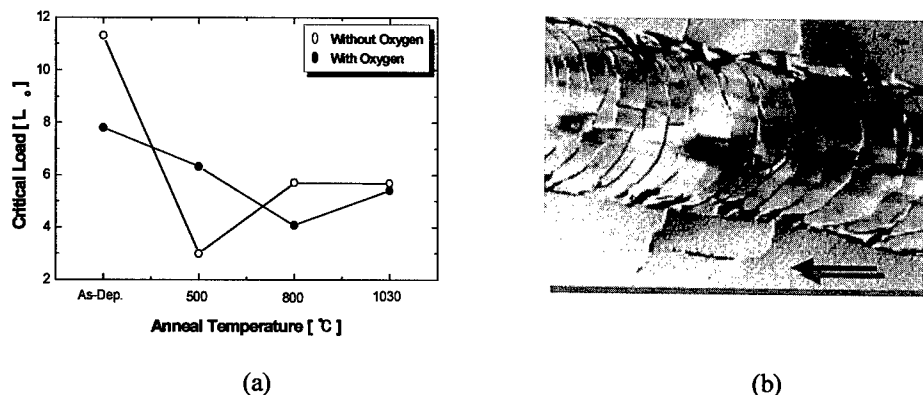 12
10
8
6
4
2
Critical Load [ L c ]
Without Oxygen
With Oxygen
As-Dep.
500
800
1030
Anneal Temperature [ ℃ ]
(a)
(b)